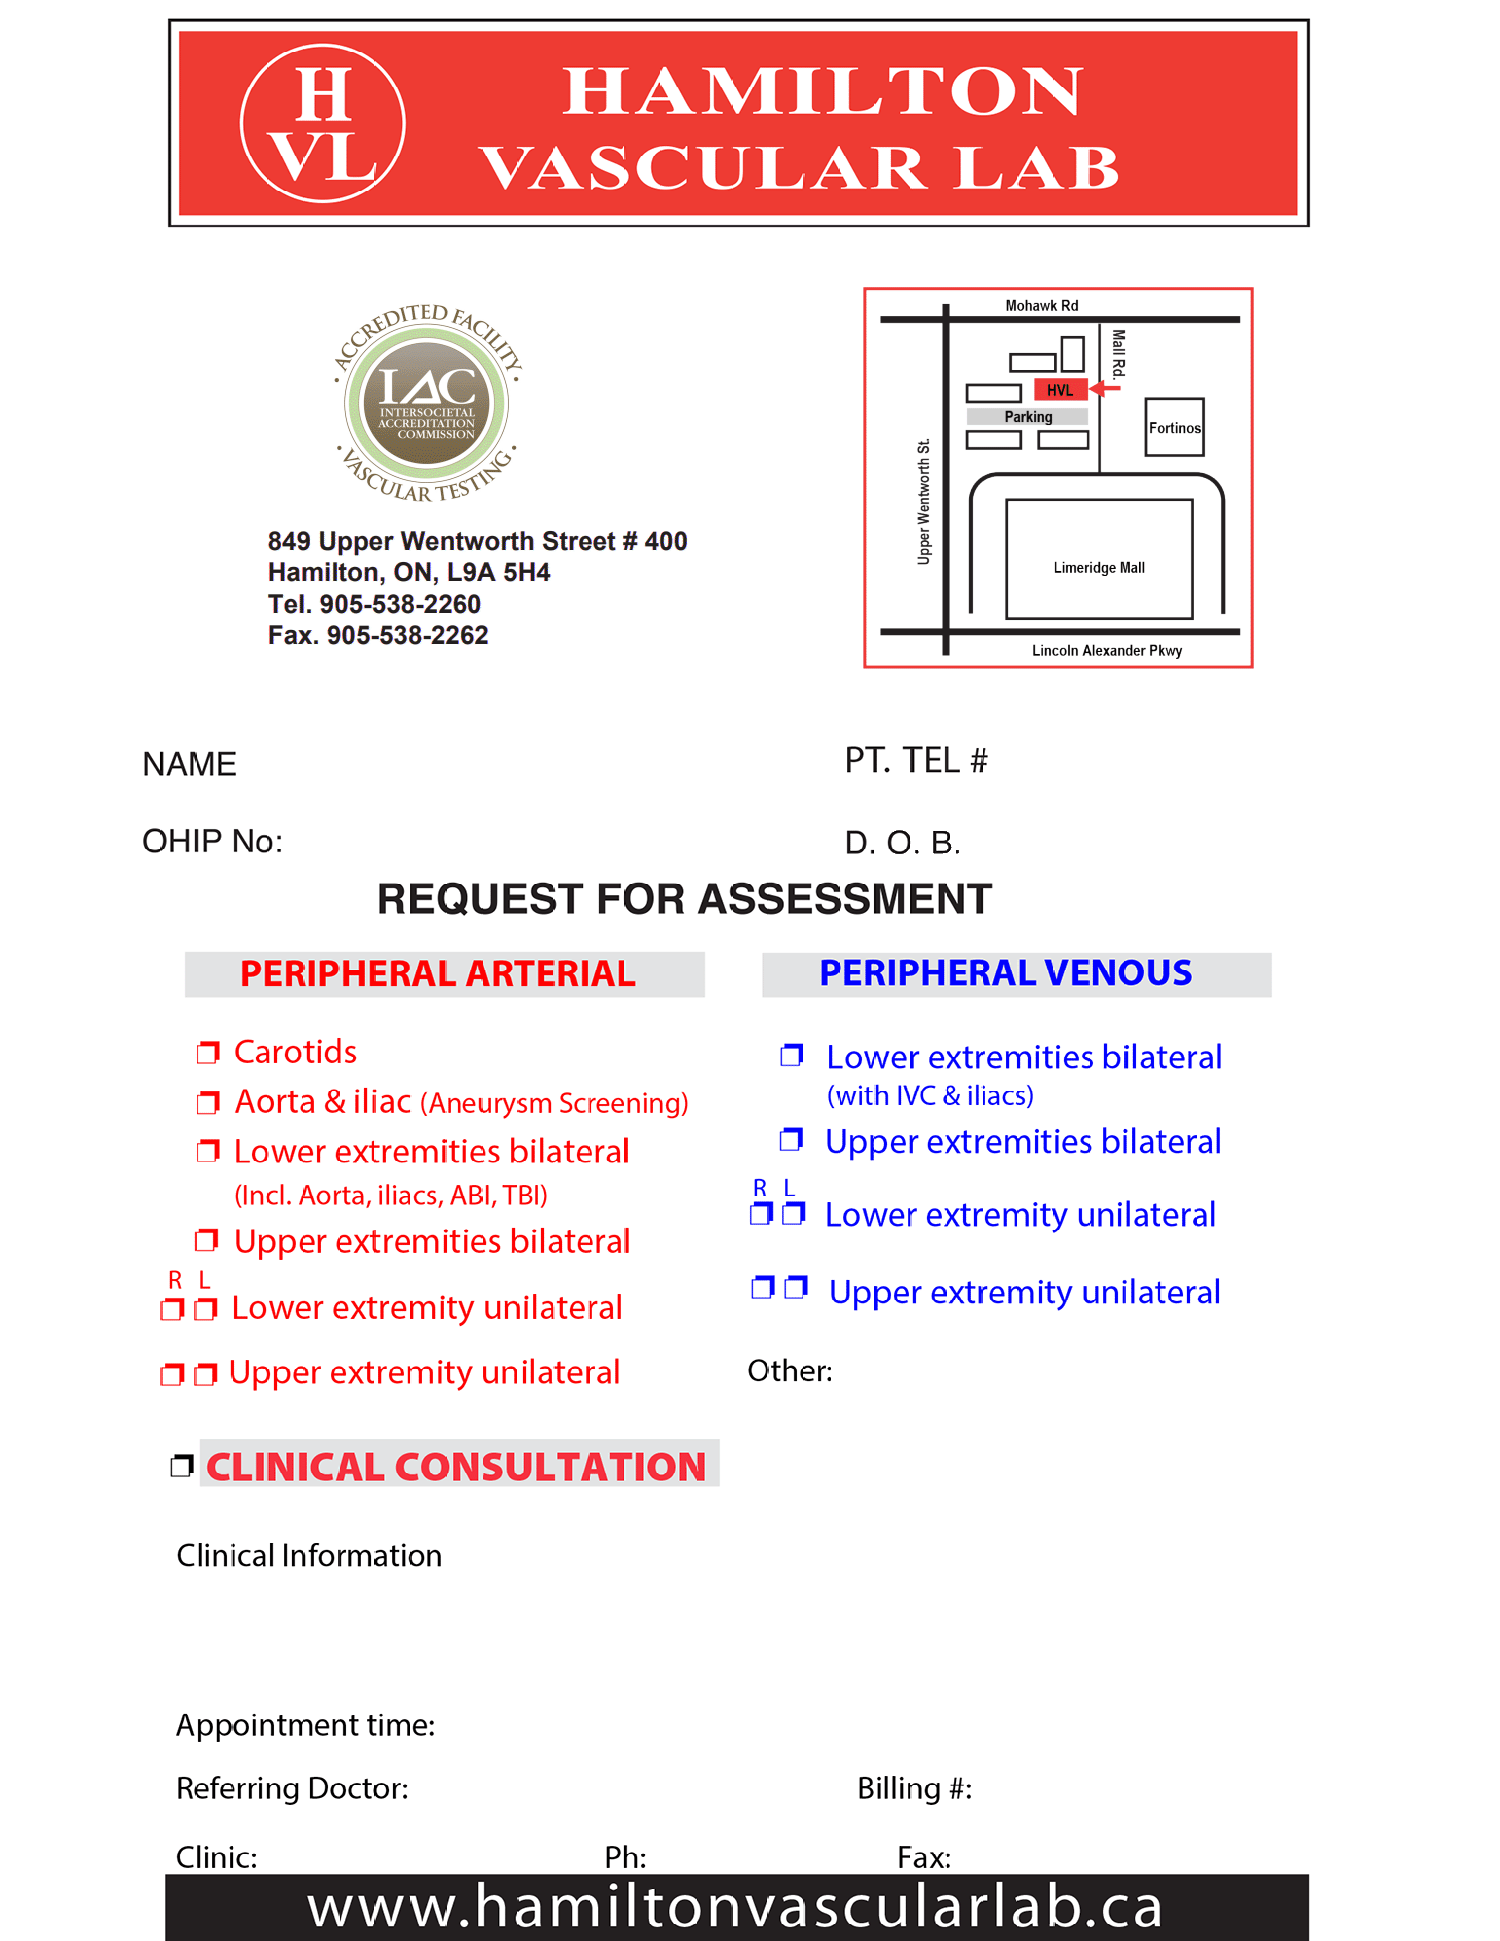 H
VL
HAMILTON
VASCULAR LAB
ACCREDITED FACILITY
IAC
INTERSOCIETAL
ACCREDITATION
COMMISSION
VASCULAR TESTING
849 Upper Wentworth Street # 400
Hamilton, ON, L9A 5H4
Tel. 905-538-2260
Fax. 905-538-2262
Mohawk Rd
Mall Rd.
HVL
Parking
Fortinos
Upper Wentworth St.
Limeridge Mall
Lincoln Alexander Pkwy
NAME
PT. TEL #
OHIP No:
D. O. B.
REQUEST FOR ASSESSMENT
PERIPHERAL ARTERIAL
Carotids
Aorta & iliac (Aneurysm Screening)
Lower extremities bilateral
(Incl. Aorta, iliacs, ABI, TBI)
Upper extremities bilateral
R L
Lower extremity unilateral
Upper extremity unilateral
PERIPHERAL VENOUS
Lower extremities bilateral
(with IVC & iliacs)
Upper extremities bilateral
R L
Lower extremity unilateral
Upper extremity unilateral
Other:
CLINICAL CONSULTATION
Clinical Information
Appointment time:
Referring Doctor:
Billing #:
Clinic:
Ph:
Fax:
www.hamiltonvascularlab.ca